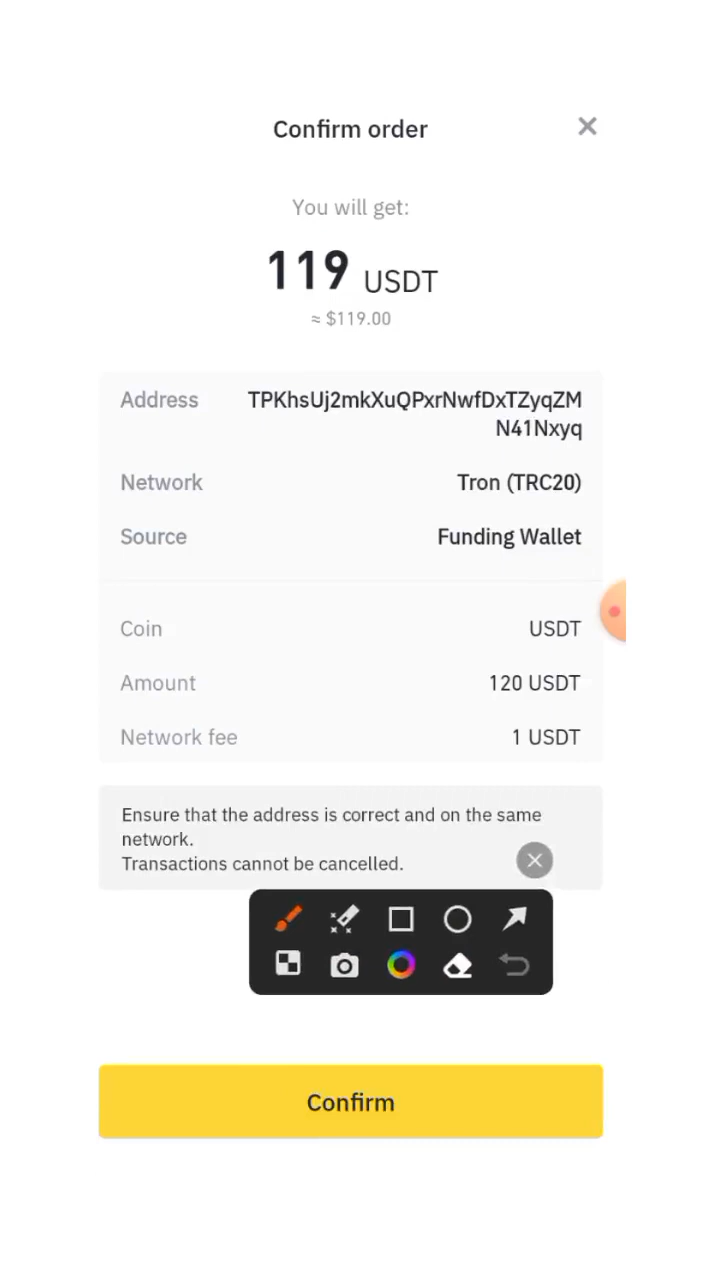 Confirm order
You will get:
119 USDT
≈ $119.00
Address TPKhsUj2mkXuQPxrNwfDxTZyqZM
N41Nxyq
Network Tron (TRC20)
Source Funding Wallet
Coin USDT
Amount 120 USDT
Network fee 1 USDT
Ensure that the address is correct and on the same
network.
Transactions cannot be cancelled.
Confirm